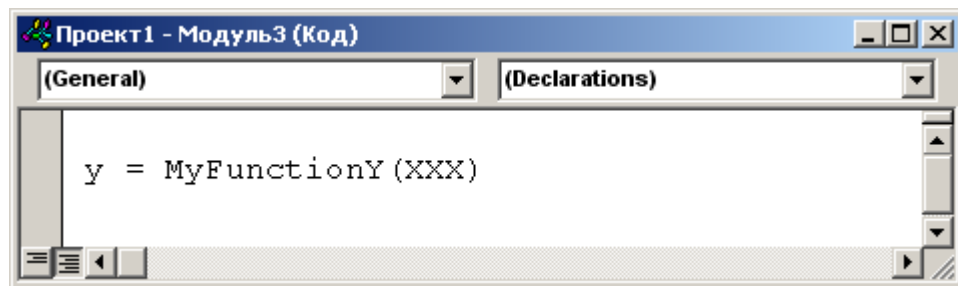 Проект1 - Модуль3 (Код)
(General) (Declarations)
y = MyFunctionY(XXX)